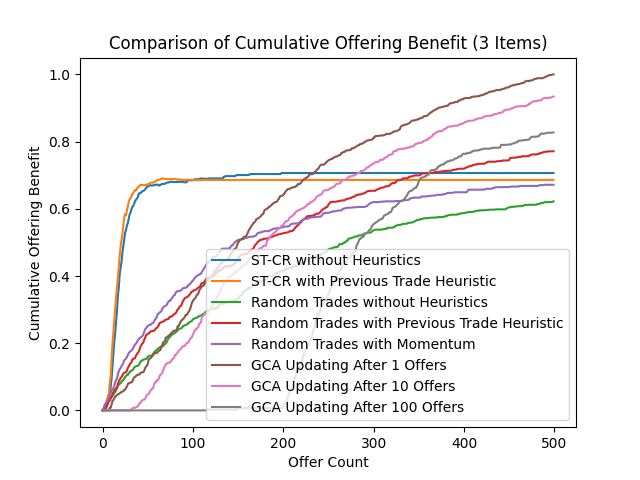 Comparison of Cumulative Offering Benefit (3 Items)
Cumulative Offering Benefit
1.0
0.8
0.6
0.4
0.2
0.0
ST-CR without Heuristics
ST-CR with Previous Trade Heuristic
Random Trades without Heuristics
Random Trades with Previous Trade Heuristic
Random Trades with Momentum
GCA Updating After 1 Offers
GCA Updating After 10 Offers
GCA Updating After 100 Offers
0 100 200 300 400 500
Offer Count